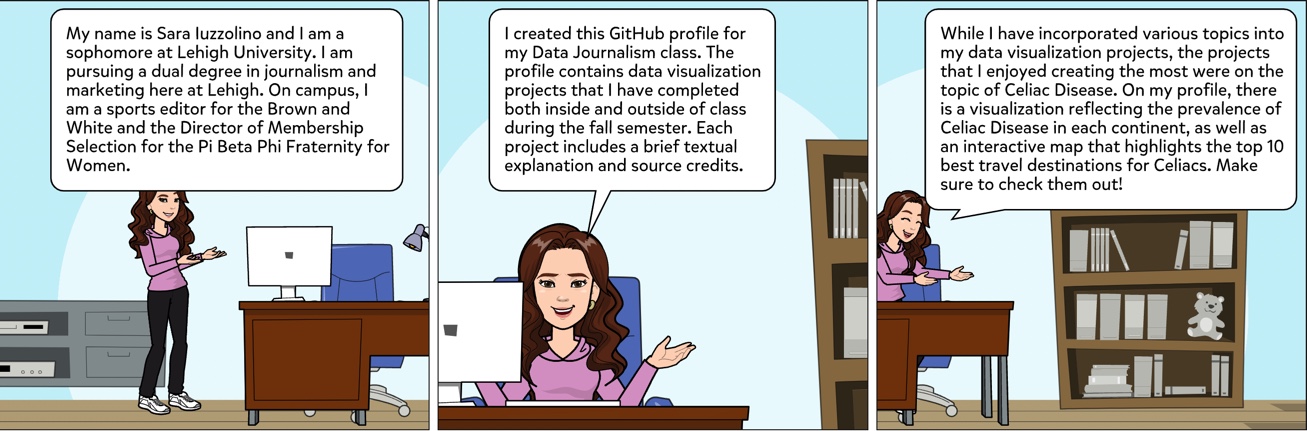 My name is Sara Iuzzolino and I am a
sophomore at Lehigh University. I am
pursuing a dual degree in journalism and
marketing here at Lehigh. On campus, I
am a sports editor for the Brown and
White and the Director of Membership
Selection for the Pi Beta Phi Fraternity for
Women.
I created this GitHub profile for
my Data Journalism class. The
profile contains data visualization
projects that I have completed
both inside and outside of class
during the fall semester. Each
project includes a brief textual
explanation and source credits.
While I have incorporated various topics into
my data visualization projects, the projects
that I enjoyed creating the most were on the
topic of Celiac Disease. On my profile, there
is a visualization reflecting the prevalence of
Celiac Disease in each continent, as well as
an interactive map that highlights the top 10
best travel destinations for Celiacs. Make
sure to check them out!